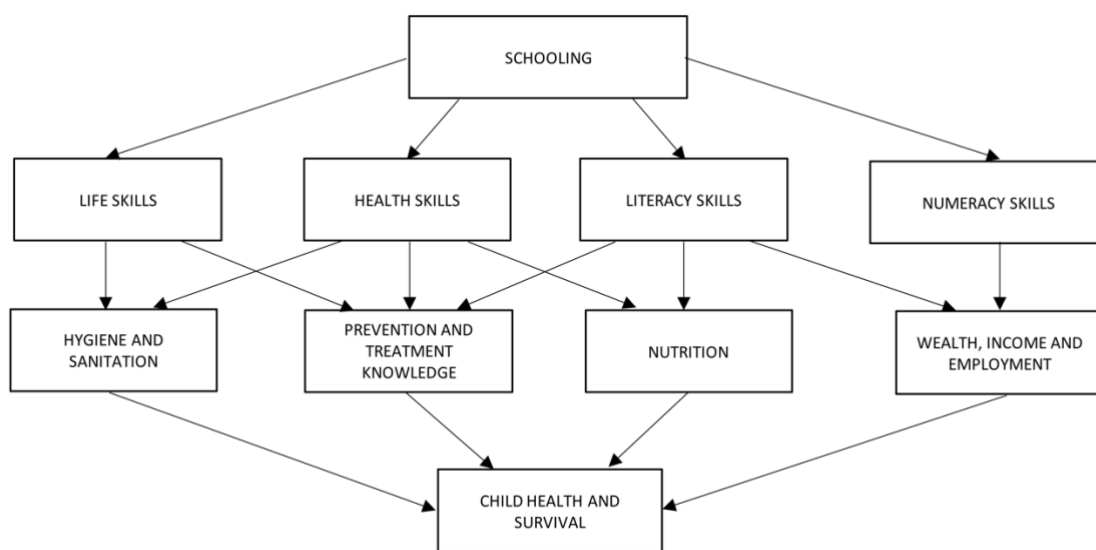 SCHOOLING
LIFE SKILLS
HEALTH SKILLS
LITERACY SKILLS
NUMERACY SKILLS
HYGIENE AND
SANITATION
PREVENTION AND
TREATMENT
KNOWLEDGE
NUTRITION
WEALTH, INCOME AND
EMPLOYMENT
CHILD HEALTH AND
SURVIVAL